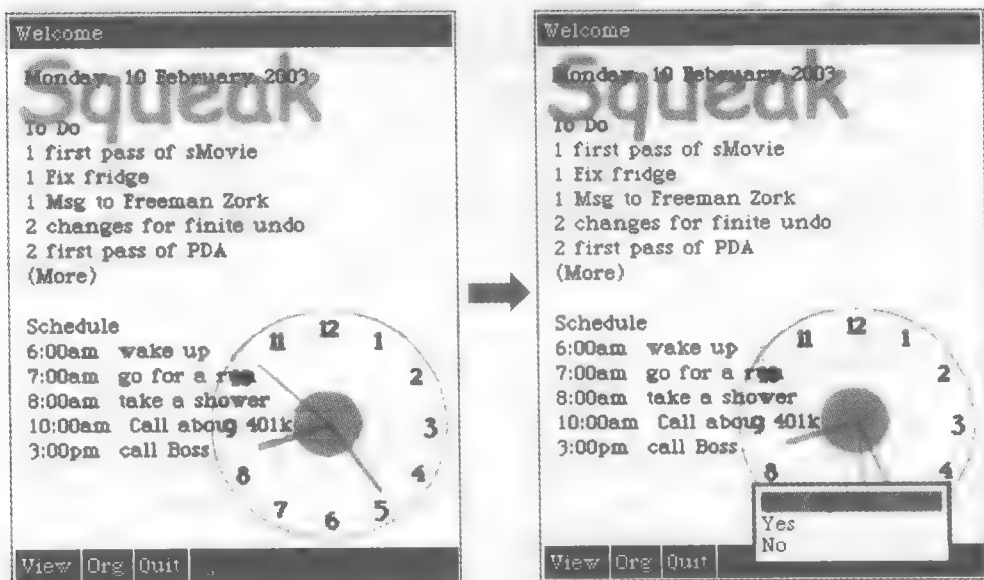 Welcome
Squeak
Monday, 10 February 2003
To Do
1 first pass of sMovie
1 Fix fridge
1 Msg to Freeman Zork
2 changes for finite undo
2 first pass of PDA
(More)
Schedule
6:00am wake up
7:00am go for a
8:00am take a shower
10:00am Call about 401k
3:00pm call Boss
12
1
2
3
4
5
6
7
8
9
11
View Org Quit
Welcome
Squeak
Monday, 10 February 2003
To Do
1 first pass of sMovie
1 Fix fridge
1 Msg to Freeman Zork
2 changes for finite undo
2 first pass of PDA
(More)
Schedule
6:00am wake up
7:00am go for a
8:00am take a shower
10:00am Call about 401k
3:00pm call Boss
12
1
2
3
4
8
9
11
Yes
No
View Org Quit